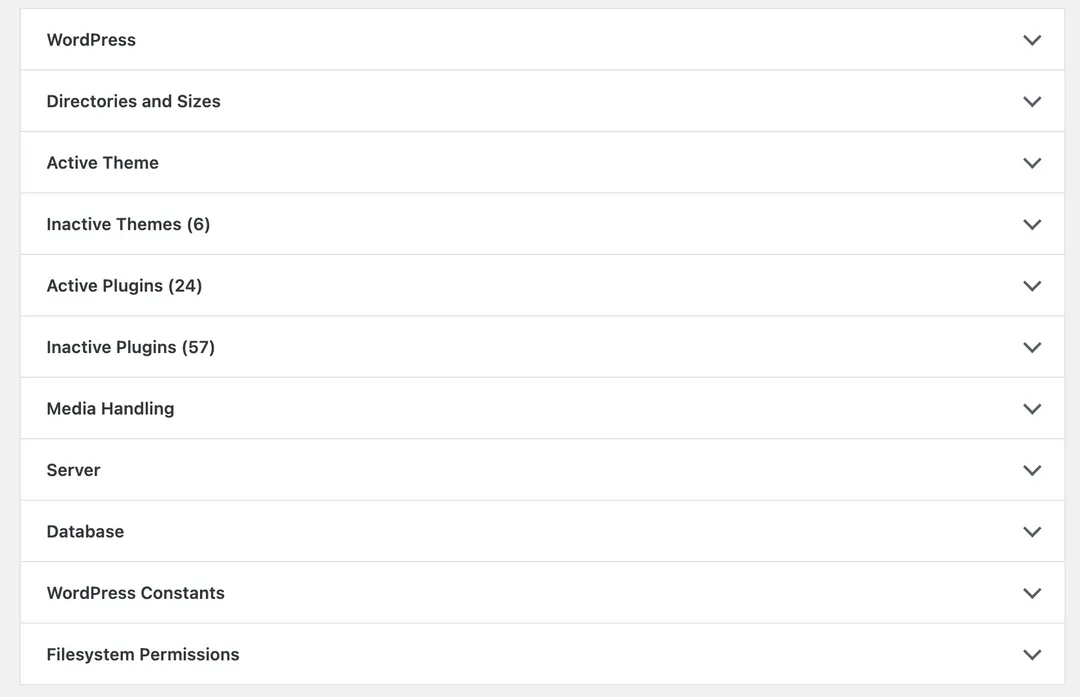 WordPress
Directories and Sizes
Active Theme
Inactive Themes (6)
Active Plugins (24)
Inactive Plugins (57)
Media Handling
Server
Database
WordPress Constants
Filesystem Permissions